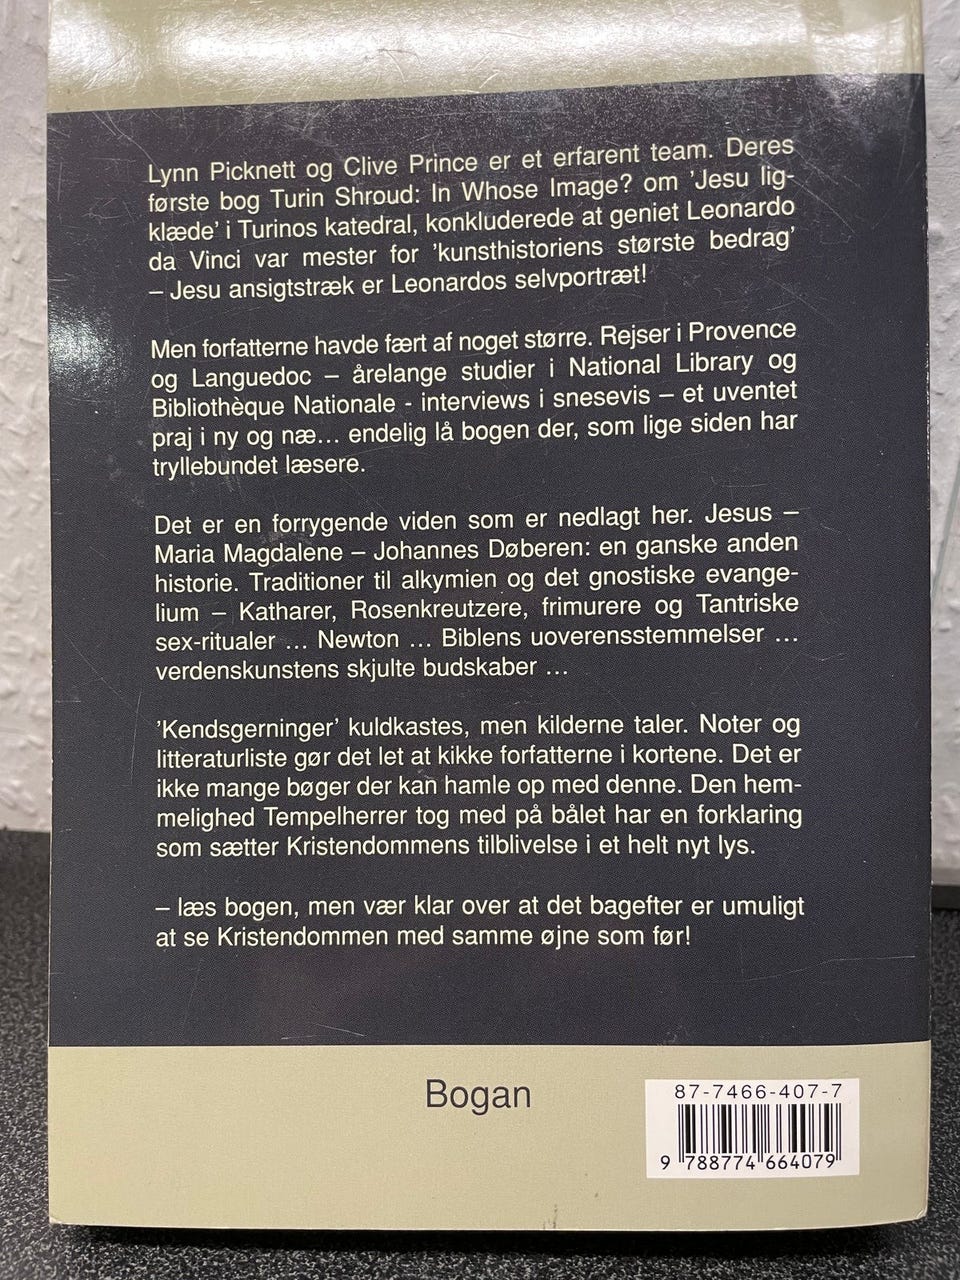 Lynn Picknett og Clive Prince er et erfarent team. Deres
første bog Turin Shroud: In Whose Image? om 'Jesu lig-
klæde' i Turinos katedral, konkluderede at geniet Leonardo
da Vinci var mester for 'kunsthistoriens største bedrag'
– Jesu ansigtstræk er Leonardos selvportræt!
Men forfatterne havde fært af noget større. Rejser i Provence
og Languedoc – årelange studier i National Library og
Bibliothèque Nationale - interviews i snesevis – et uventet
praj i ny og næ... endelig lå bogen der, som lige siden har
tryllebundet læsere.
Det er en forrygende viden som er nedlagt her. Jesus –
Maria Magdalene – Johannes Døberen: en ganske anden
historie. Traditioner til alkymien og det gnostiske evange-
lium – Katharer, Rosenkreutzere, frimurere og Tantriske
sex-ritualer ... Newton ... Biblens uoverensstemmelser ...
verdenskunstens skjulte budskaber ...
'Kendsgerninger' kuldkastes, men kilderne taler. Noter og
litteraturliste gør det let at kikke forfatterne i kortene. Det er
ikke mange bøger der kan hamle op med denne. Den hem-
melighed Tempelherrer tog med på bålet har en forklaring
som sætter Kristendommens tilblivelse i et helt nyt lys.
– læs bogen, men vær klar over at det bagefter er umuligt
at se Kristendommen med samme øjne som før!
Bogan
87-7466-407-7
9 788774 664079